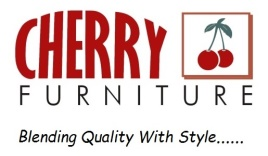 CHERRY
FURNITURE
Blending Quality With Style......